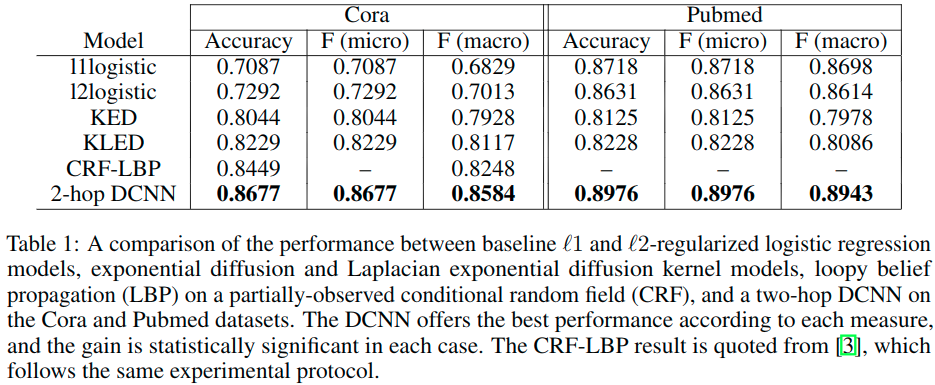 Cora Pubmed
Model Accuracy F (micro) F (macro) Accuracy F (micro) F (macro)
l1logistic 0.7087 0.7087 0.6829 0.8718 0.8718 0.8698
l2logistic 0.7292 0.7292 0.7013 0.8631 0.8631 0.8614
KED 0.8044 0.8044 0.7928 0.8125 0.8125 0.7978
KLED 0.8229 0.8229 0.8117 0.8228 0.8228 0.8086
CRF-LBP 0.8449 – 0.8248 – – –
2-hop DCNN 0.8677 0.8677 0.8584 0.8976 0.8976 0.8943
Table 1: A comparison of the performance between baseline ℓ1 and ℓ2-regularized logistic regression
models, exponential diffusion and Laplacian exponential diffusion kernel models, loopy belief
propagation (LBP) on a partially-observed conditional random field (CRF), and a two-hop DCNN on
the Cora and Pubmed datasets. The DCNN offers the best performance according to each measure,
and the gain is statistically significant in each case. The CRF-LBP result is quoted from [3], which
follows the same experimental protocol.